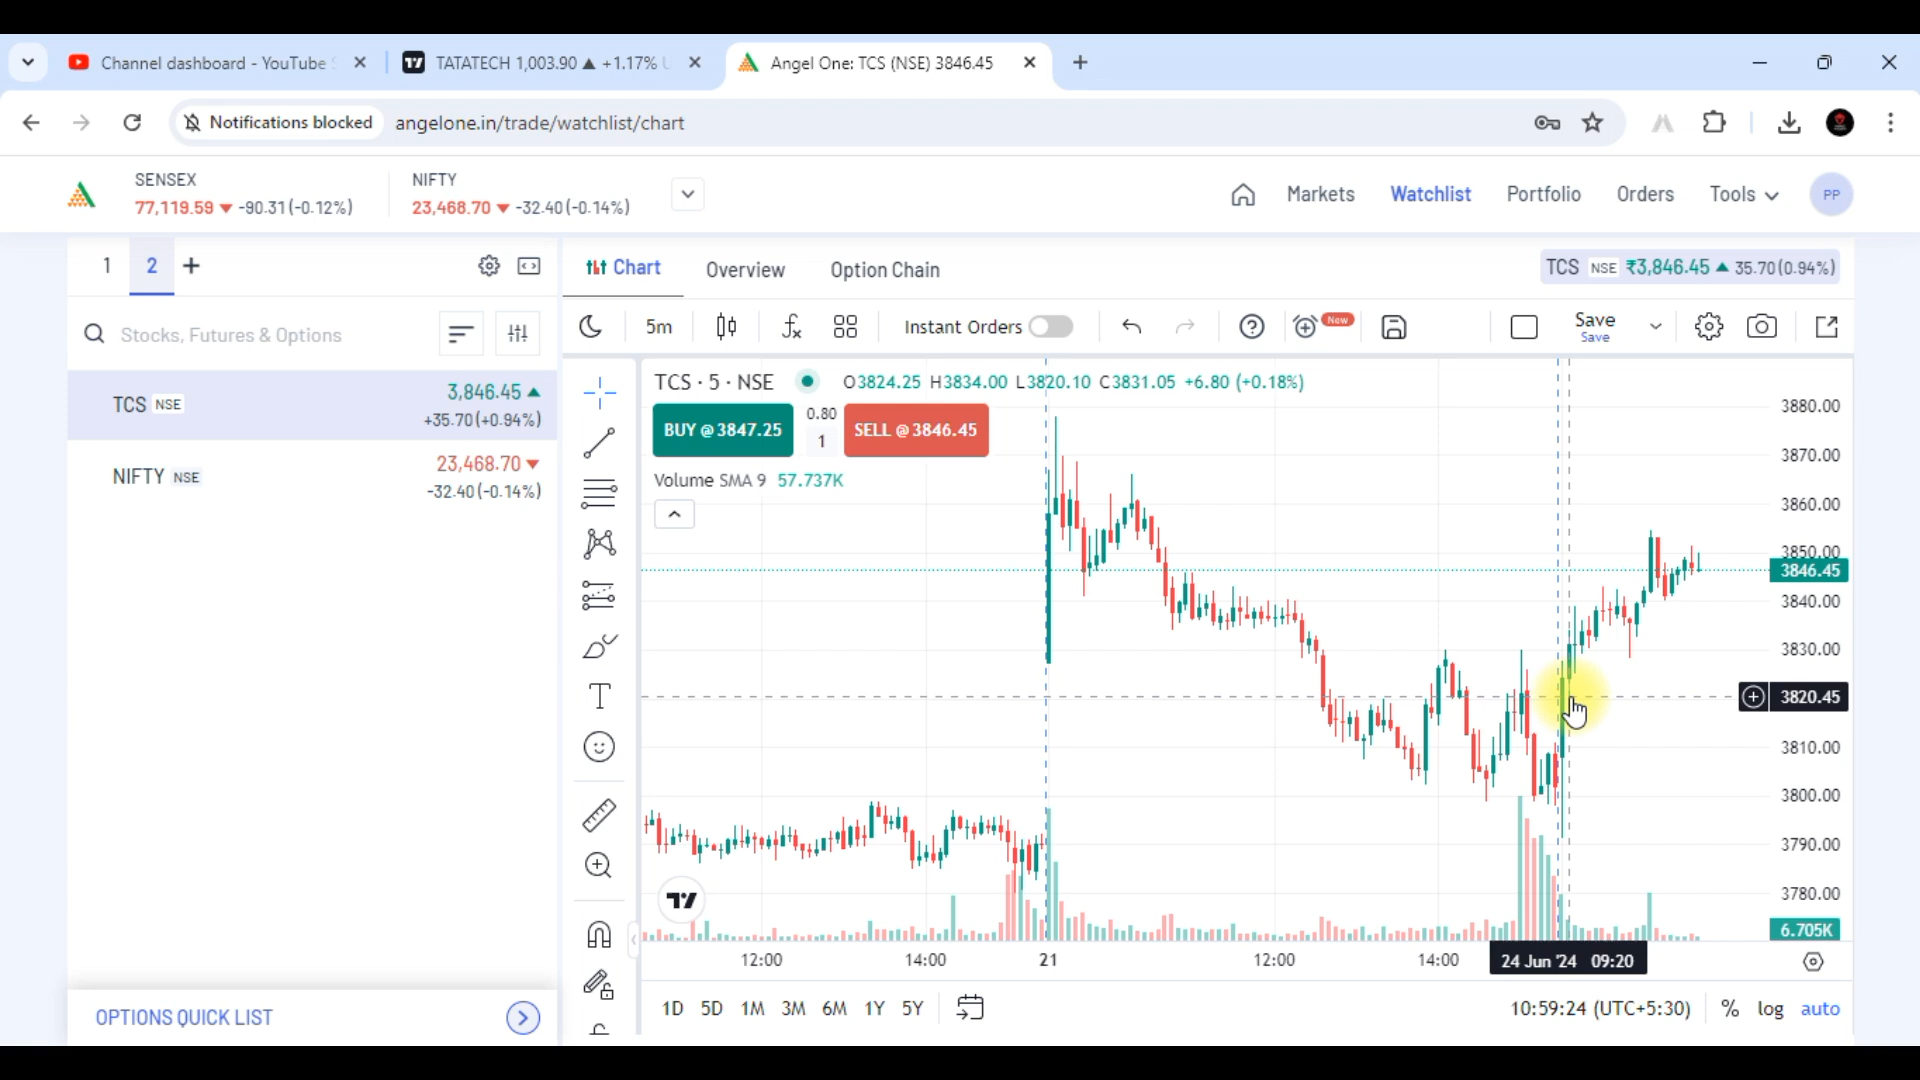 Channel dashboard - YouTube S
TATATECH 1,003.90 ▲ +1.17% U
Angel One: TCS (NSE) 3846.45
Notifications blocked
angelone.in/trade/watchlist/chart
SENSEX
77,119.59 ▼ -90.31 (-0.12%)
NIFTY
23,468.70 ▼ -32.40 (-0.14%)
Markets
Watchlist
Portfolio
Orders
Tools
PP
1
2
Chart
Overview
Option Chain
TCS NSE ₹3,846.45 ▲ 35.70(0.94%)
Stocks, Futures & Options
5m
Instant Orders
New
Save
Save
TCS NSE
3,846.45 ▲
+35.70 (+0.94%)
NIFTY NSE
23,468.70 ▼
-32.40 (-0.14%)
TCS · 5 · NSE
O3824.25 H3834.00 L3820.10 C3831.05 +6.80 (+0.18%)
BUY @ 3847.25
0.80
1
SELL @ 3846.45
Volume SMA 9 57.737K
3880.00
3870.00
3860.00
3850.00
3846.45
3840.00
3830.00
3820.45
3810.00
3800.00
3790.00
3780.00
6.705K
12:00
14:00
21
12:00
14:00
24 Jun '24 09:20
OPTIONS QUICK LIST
1D 5D 1M 3M 6M 1Y 5Y
10:59:24 (UTC+5:30)
% log auto